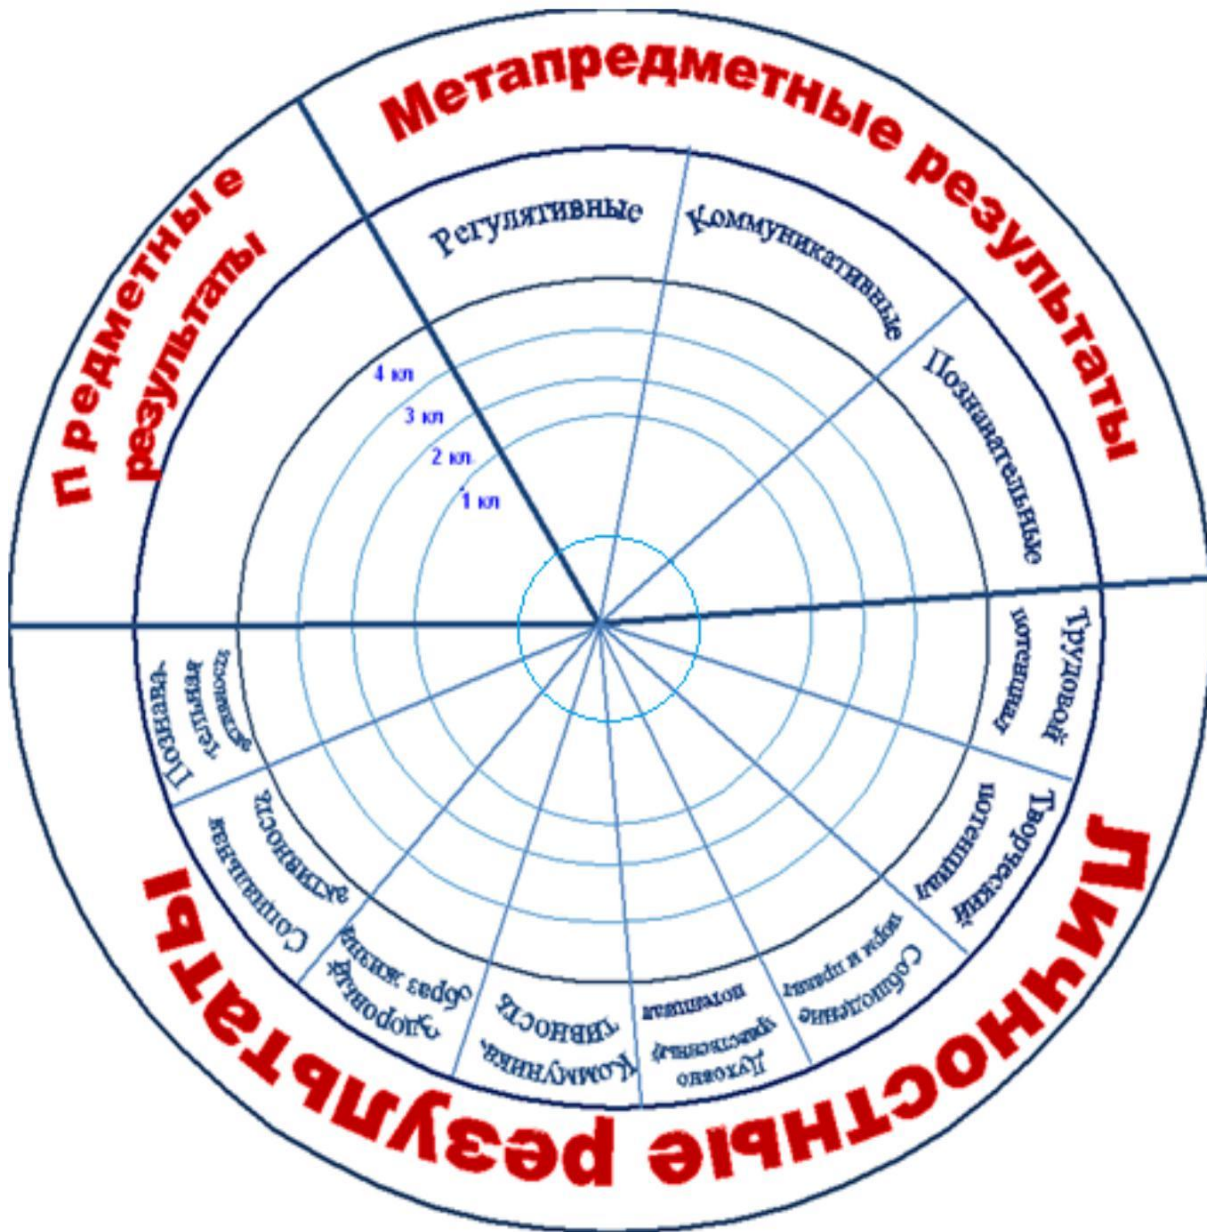 Предметные
результаты
Метапредметные результаты
Регулятивные
Коммуникативные
Познавательные
4 кл
3 кл
2 кл
1 кл
Личностные результаты
Трудовой
потенциал
Творческий
потенциал
Соблюдение
норм и правил
Духовно
нравственный
потенциал
Коммуника-
тивность
Здоровый
образ жизни
Социальная
активность
Познава-
тельная
активность